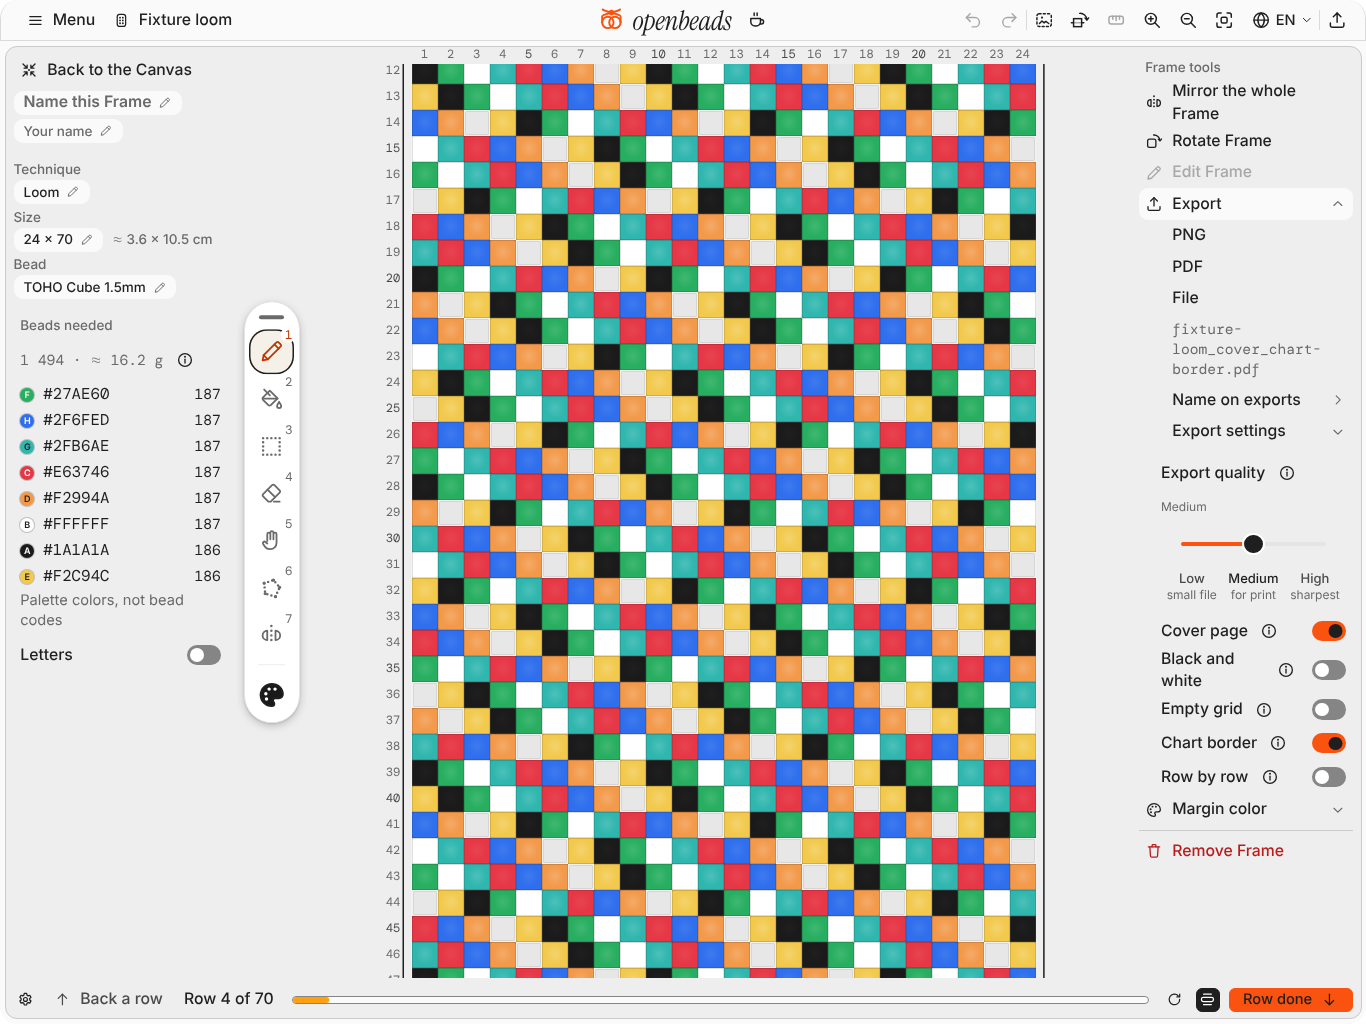 Menu
Fixture loom
openbeads
EN
Back to the Canvas
Name this Frame
Your name
Technique
Loom
Size
24 × 70
≈ 3.6 × 10.5 cm
Bead
TOHO Cube 1.5mm
Beads needed
1 494 · ≈ 16.2 g
F #27AE60 187
H #2F6FED 187
G #2FB6AE 187
C #E63746 187
D #F2994A 187
B #FFFFFF 187
A #1A1A1A 186
E #F2C94C 186
Palette colors, not bead
codes
Letters
1
2
3
4
5
6
7
1 2 3 4 5 6 7 8 9 10 11 12 13 14 15 16 17 18 19 20 21 22 23 24
12
13
14
15
16
17
18
19
20
21
22
23
24
25
26
27
28
29
30
31
32
33
34
35
36
37
38
39
40
41
42
43
44
45
46
47
Frame tools
Mirror the whole
Frame
Rotate Frame
Edit Frame
Export
PNG
PDF
File
fixture-
loom_cover_chart-
border.pdf
Name on exports
Export settings
Export quality
Medium
Low Medium High
small file for print sharpest
Cover page
Black and
white
Empty grid
Chart border
Row by row
Margin color
Remove Frame
Back a row
Row 4 of 70
Row done